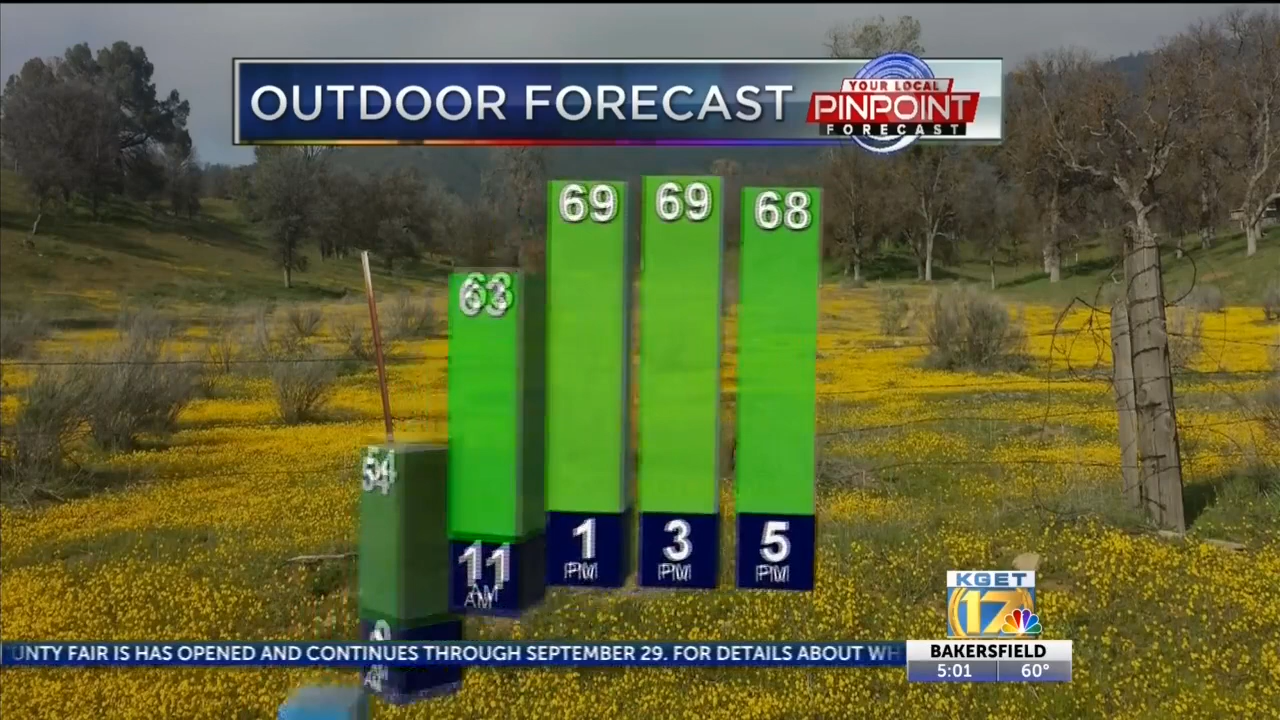 OUTDOOR FORECAST
YOUR LOCAL
PINPOINT
FORECAST
54
63
69
69
68
9
AM
11
AM
1
PM
3
PM
5
PM
KGET
17
UNTY FAIR IS HAS OPENED AND CONTINUES THROUGH SEPTEMBER 29. FOR DETAILS ABOUT WH
BAKERSFIELD
5:01 60°